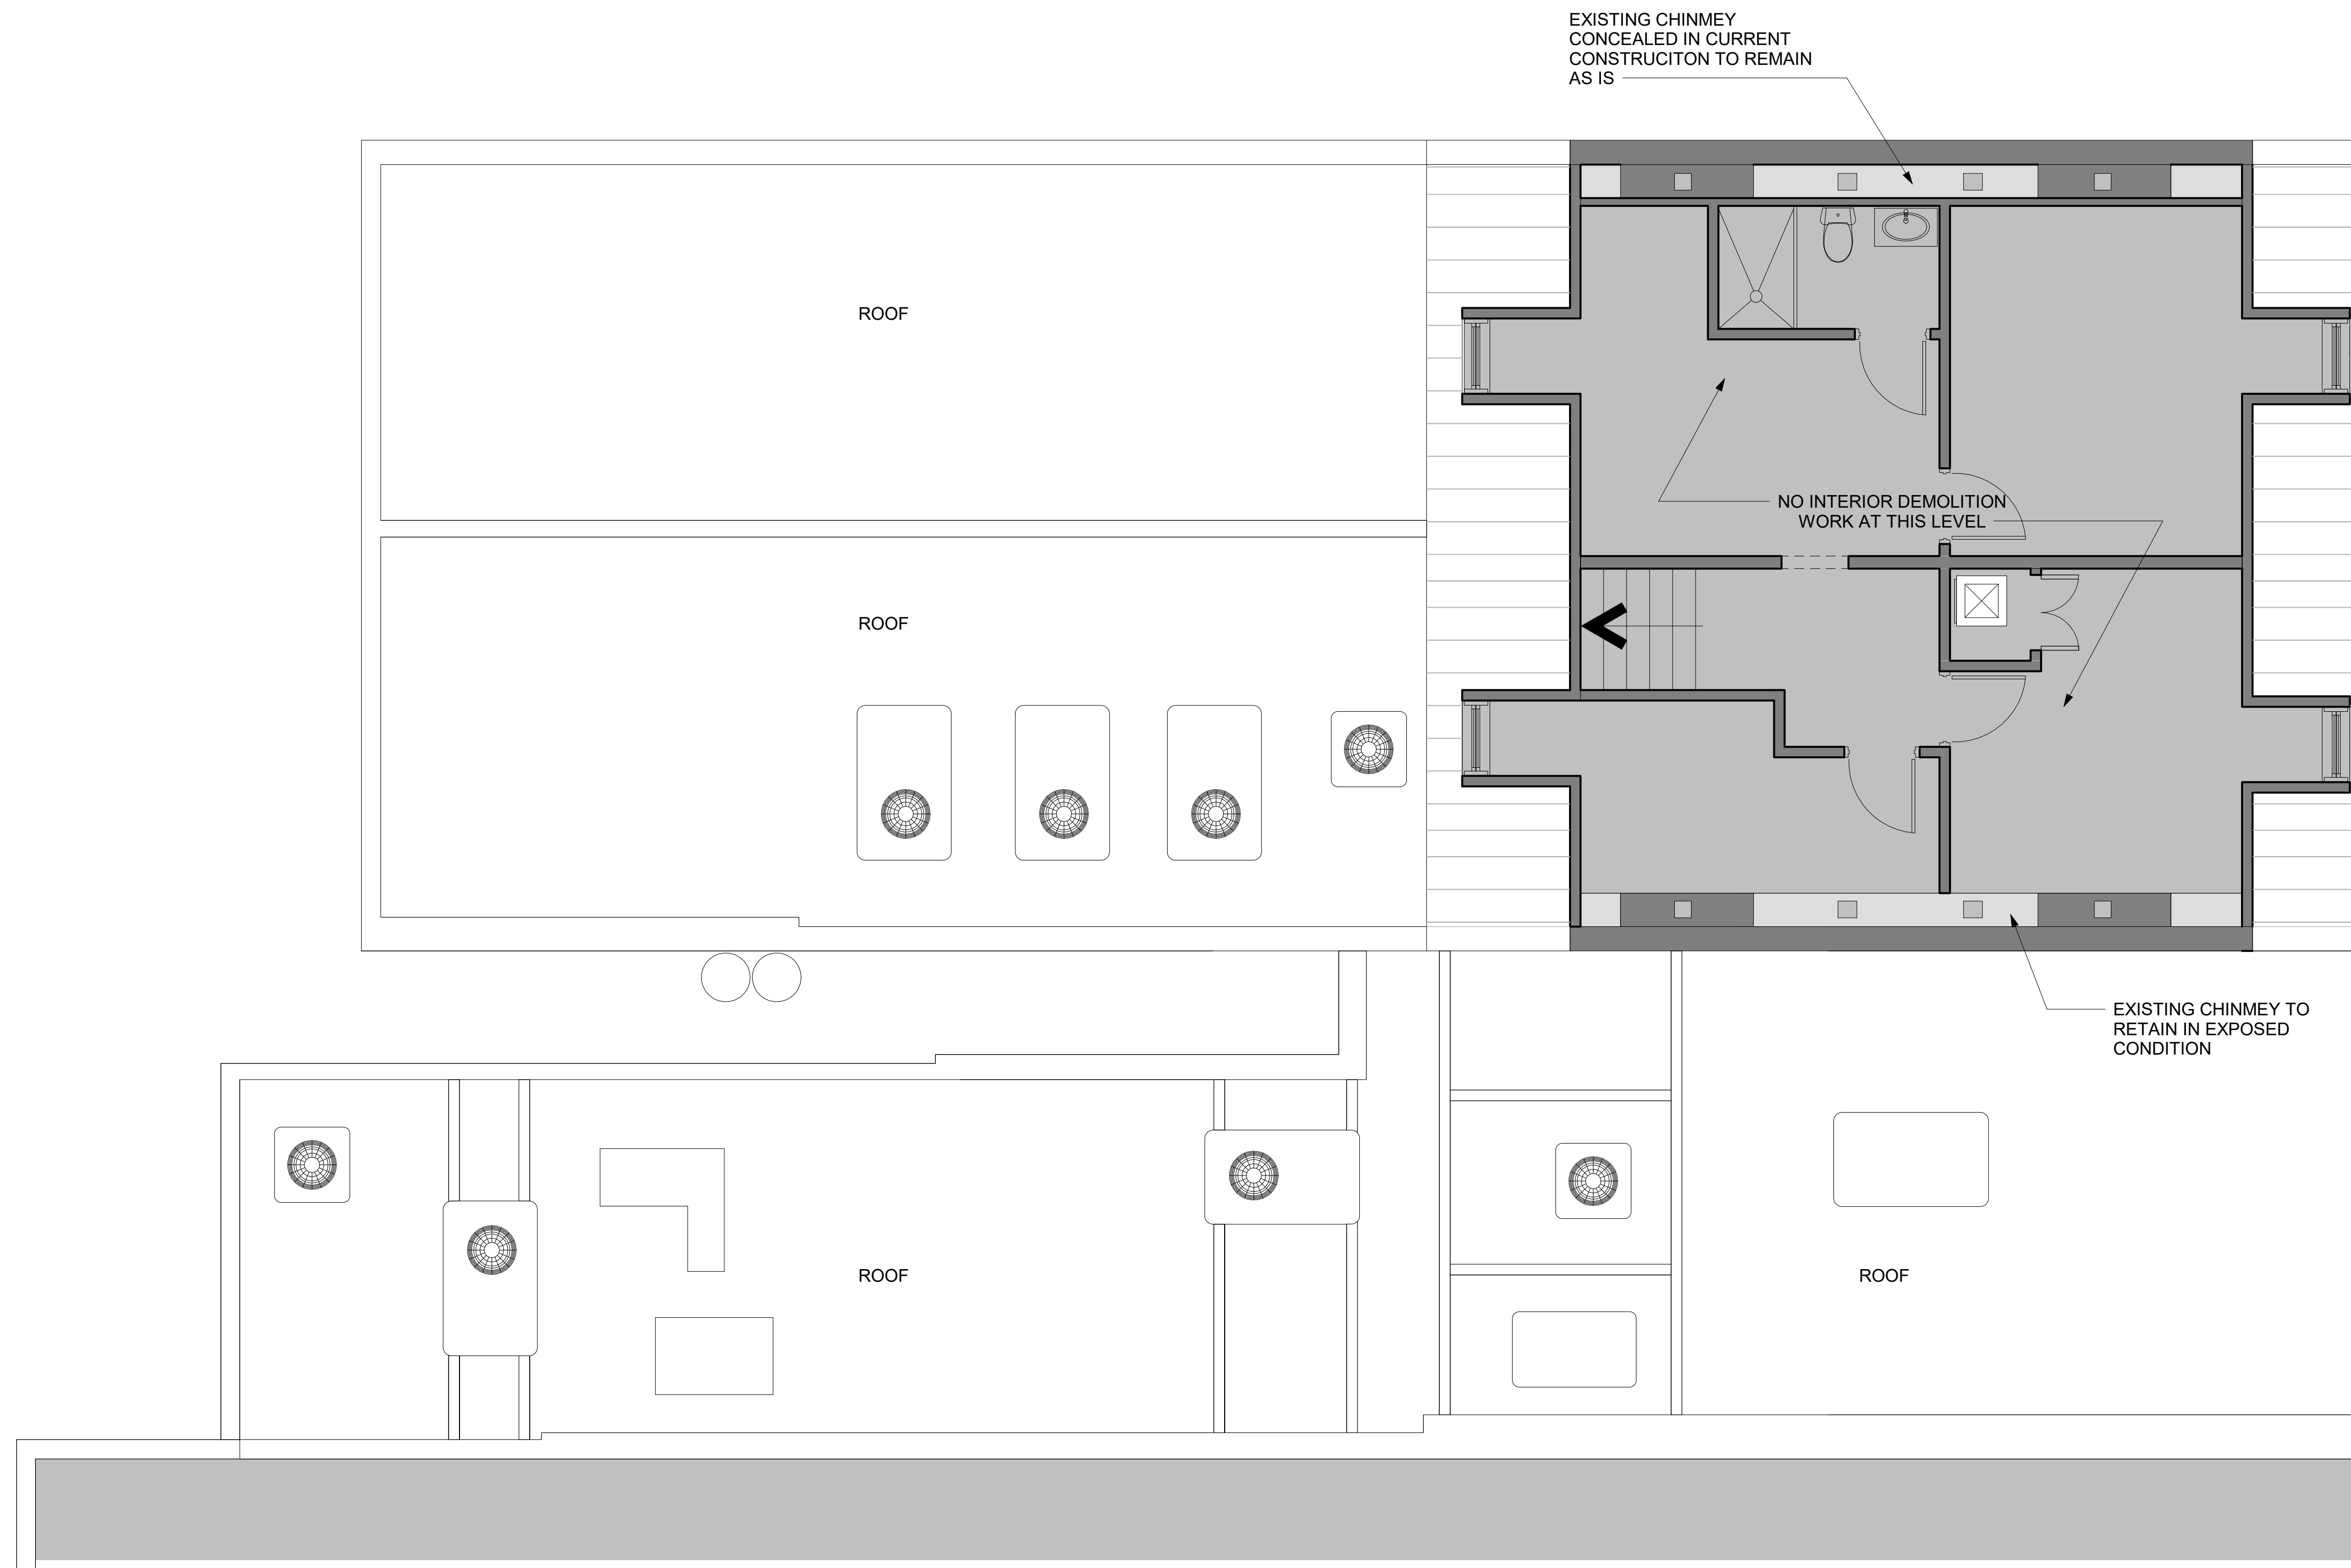 EXISTING CHINMEY
CONCEALED IN CURRENT
CONSTRUCITON TO REMAIN
AS IS
ROOF
NO INTERIOR DEMOLITION
WORK AT THIS LEVEL
ROOF
EXISTING CHINMEY TO
RETAIN IN EXPOSED
CONDITION
ROOF
ROOF